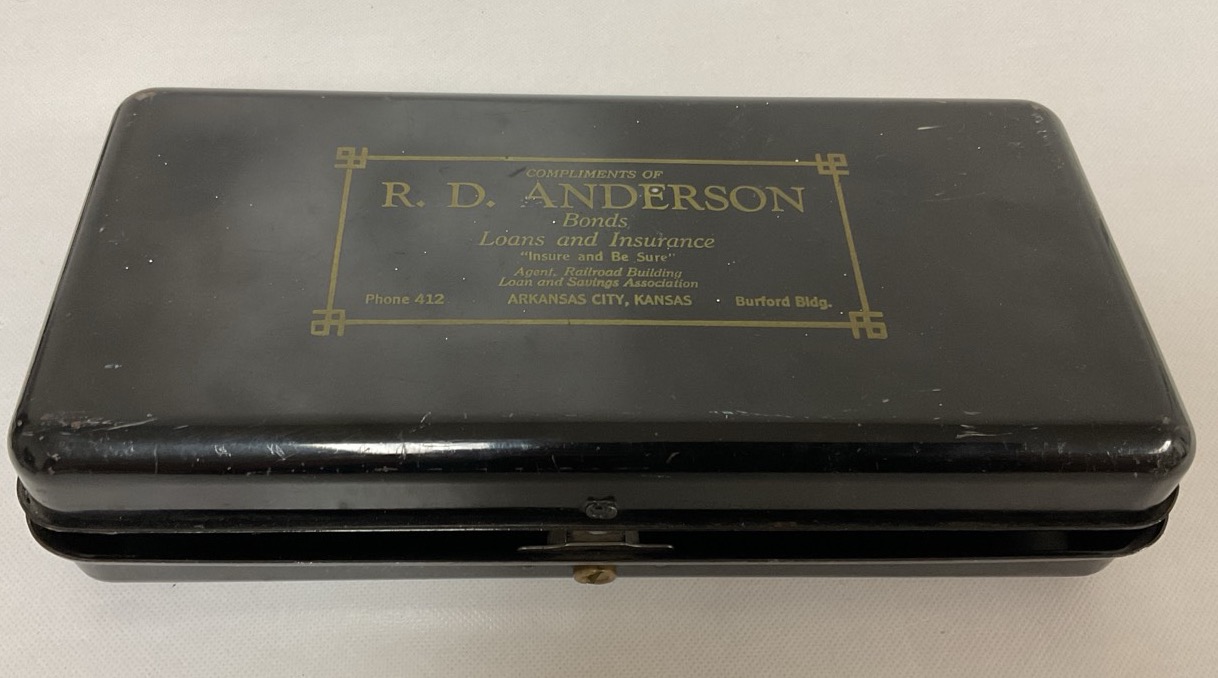 COMPLIMENTS OF
R. D. ANDERSON
Bonds
Loans and Insurance
"Insure and Be Sure"
Agent, Railroad Building
Loan and Savings Association
Phone 412 ARKANSAS CITY, KANSAS Burford Bldg.